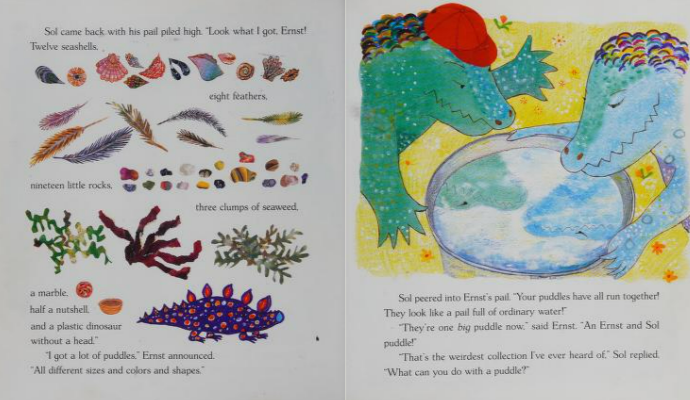 Sol came back with his pail piled high. "Look what I got, Ernst!
Twelve seashells,
eight feathers,
nineteen little rocks,
three clumps of seaweed,
a marble,
half a nutshell,
and a plastic dinosaur
without a head."
"I got a lot of puddles," Ernst announced.
"All different sizes and colors and shapes."
Sol peered into Ernst's pail. "Your puddles have all run together!
They look like a pail full of ordinary water!"
"They're one big puddle now," said Ernst. "An Ernst and Sol
puddle!"
"That's the weirdest collection I've ever heard of," Sol replied.
"What can you do with a puddle?"